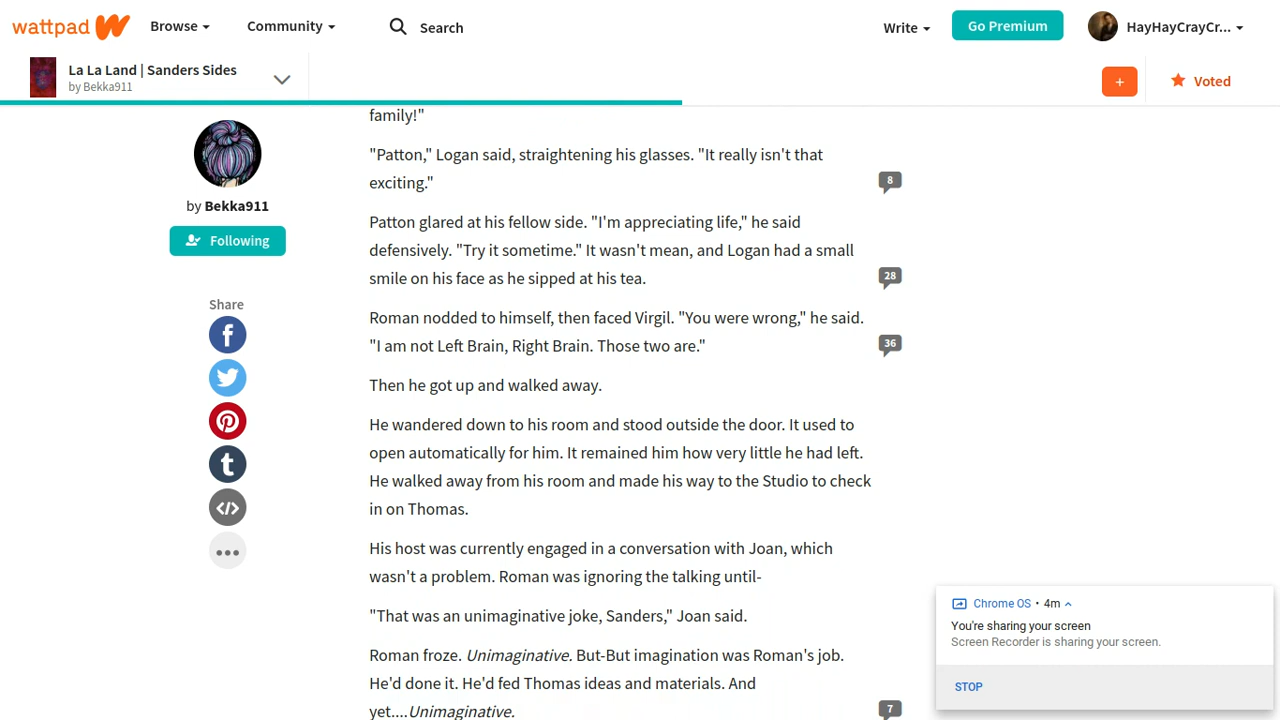 wattpad Browse Community Search Write Go Premium HayHayCrayCr...
La La Land | Sanders Sides
by Bekka911
+ Voted
by Bekka911
Following
Share
family!"
"Patton," Logan said, straightening his glasses. "It really isn't that
exciting."
8
Patton glared at his fellow side. "I'm appreciating life," he said
defensively. "Try it sometime." It wasn't mean, and Logan had a small
smile on his face as he sipped at his tea.
28
Roman nodded to himself, then faced Virgil. "You were wrong," he said.
"I am not Left Brain, Right Brain. Those two are."
36
Then he got up and walked away.
He wandered down to his room and stood outside the door. It used to
open automatically for him. It remained him how very little he had left.
He walked away from his room and made his way to the Studio to check
in on Thomas.
His host was currently engaged in a conversation with Joan, which
wasn't a problem. Roman was ignoring the talking until-
"That was an unimaginative joke, Sanders," Joan said.
Roman froze. Unimaginative. But-But imagination was Roman's job.
He'd done it. He'd fed Thomas ideas and materials. And
yet....Unimaginative.
7
Chrome OS • 4m
You're sharing your screen
Screen Recorder is sharing your screen.
STOP